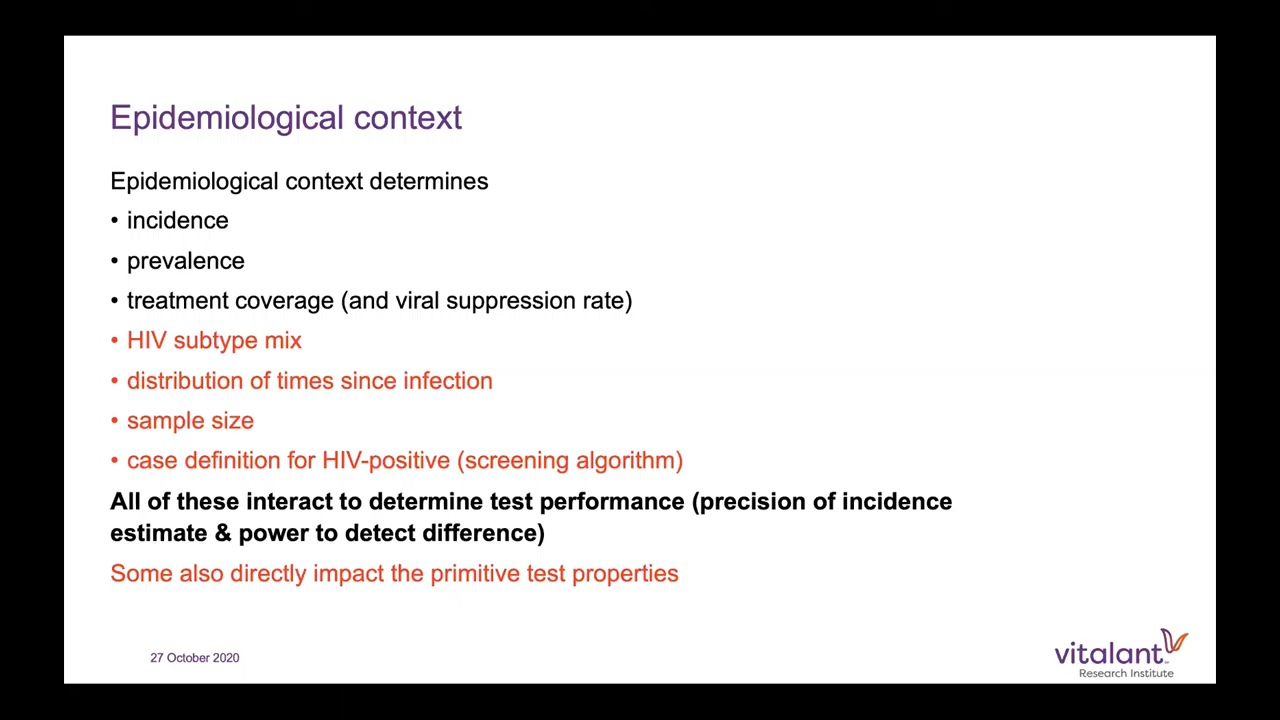 Epidemiological context
Epidemiological context determines
• incidence
• prevalence
• treatment coverage (and viral suppression rate)
• HIV subtype mix
• distribution of times since infection
• sample size
• case definition for HIV-positive (screening algorithm)
All of these interact to determine test performance (precision of incidence
estimate & power to detect difference)
Some also directly impact the primitive test properties
27 October 2020
vitalant
Research Institute